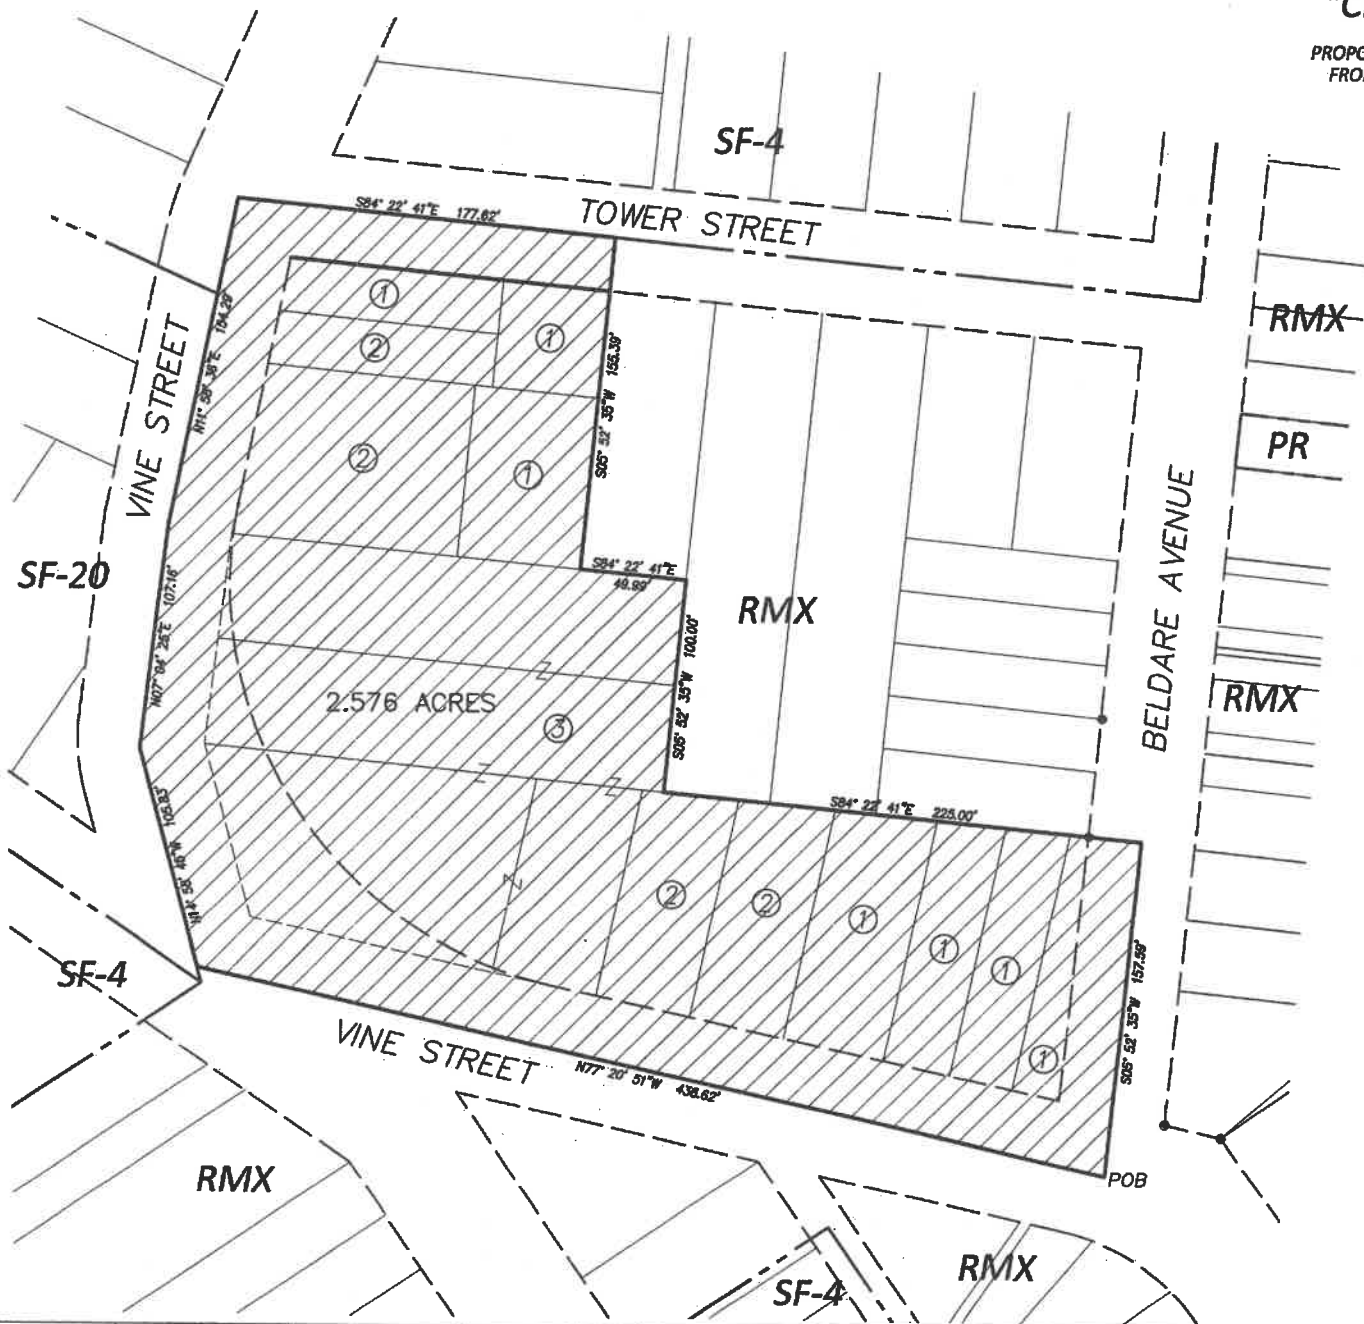 "C
PROPO
FRO
SF-4
S84° 22' 41"E 177.62'
TOWER STREET
RMX
PR
RMX
VINE STREET
N11° 58' 36"E 154.29'
1
2
1
2
1
S05° 52' 35"W 155.39'
S84° 22' 41"E
49.99'
SF-20
RMX
BELDARE AVENUE
N07° 04' 26"E 107.16'
S05° 52' 35"W 100.00'
2.576 ACRES
3
Z
Z
Z
Z
S84° 22' 41"E 225.00'
N14° 58' 46"W 105.83'
2
2
1
1
1
1
S05° 52' 35"W 157.59'
SF-4
VINE STREET
N77° 20' 51"W 438.62'
POB
RMX
SF-4
RMX